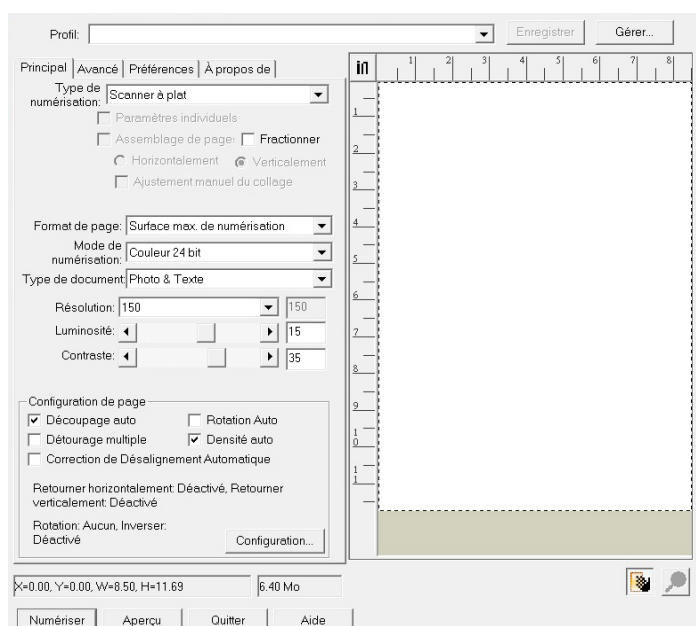 Profil: Enregistrer Gérer...
Principal Avancé Préférences À propos de
Type de numérisation: Scanner à plat
Paramètres individuels
Assemblage de page: Fractionner
Horizontalement Verticalement
Ajustement manuel du collage
Format de page: Surface max. de numérisation
Mode de numérisation: Couleur 24 bit
Type de document: Photo & Texte
Résolution: 150 150
Luminosité: 15
Contraste: 35
Configuration de page
Découpage auto Rotation Auto
Détourage multiple Densité auto
Correction de Désalignement Automatique
Retourner horizontalement: Déactivé, Retourner
verticalement: Déactivé
Rotation: Aucun, Inverser:
Déactivé Configuration...
X=0.00, Y=0.00, W=8.50, H=11.69 6.40 Mo
Numériser Aperçu Quitter Aide
in 1 2 3 4 5 6 7 8
1
2
3
4
5
6
7
8
9
10
11